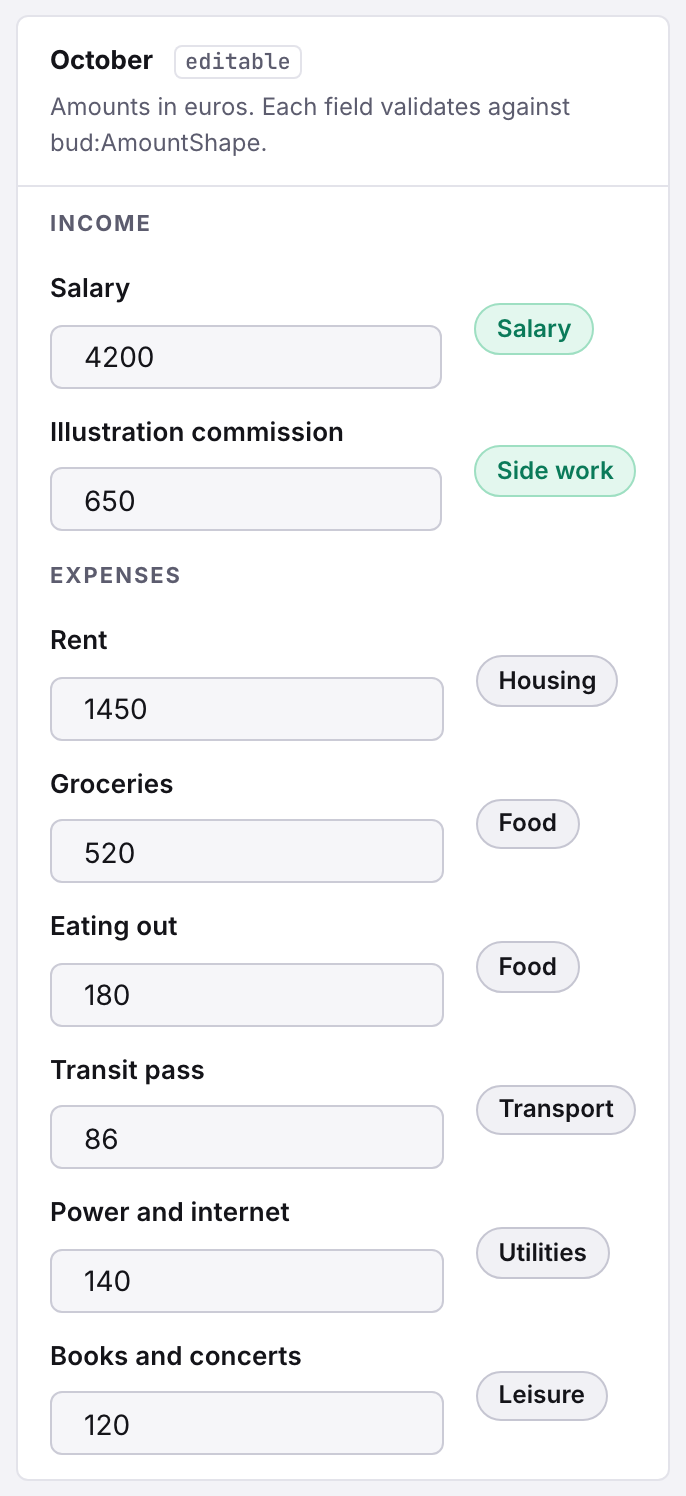 October editable
Amounts in euros. Each field validates against
bud:AmountShape.
INCOME
Salary
4200
Salary
Illustration commission
650
Side work
EXPENSES
Rent
1450
Housing
Groceries
520
Food
Eating out
180
Food
Transit pass
86
Transport
Power and internet
140
Utilities
Books and concerts
120
Leisure